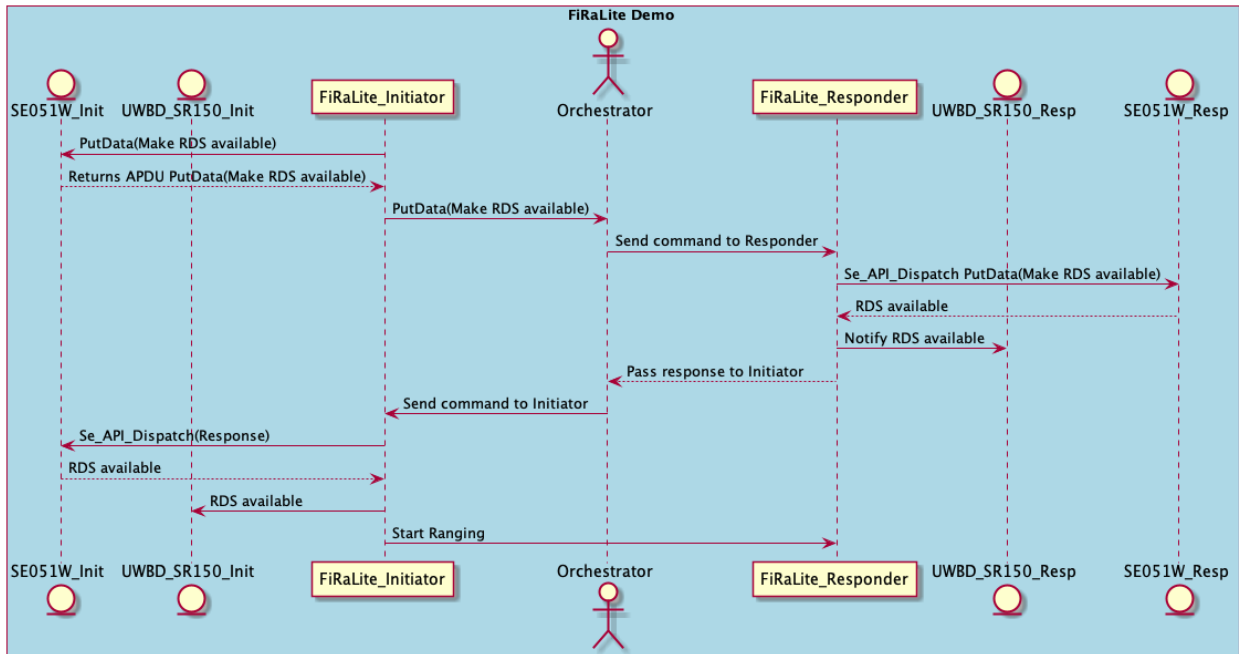 FiRaLite Demo
SE051W_Init UWBD_SR150_Init FiRaLite_Initiator Orchestrator FiRaLite_Responder UWBD_SR150_Resp SE051W_Resp
PutData(Make RDS available)
Returns APDU PutData(Make RDS available)
PutData(Make RDS available)
Send command to Responder
Se_API_Dispatch PutData(Make RDS available)
RDS available
Notify RDS available
Pass response to Initiator
Send command to Initiator
Se_API_Dispatch(Response)
RDS available
RDS available
Start Ranging
SE051W_Init UWBD_SR150_Init FiRaLite_Initiator Orchestrator FiRaLite_Responder UWBD_SR150_Resp SE051W_Resp